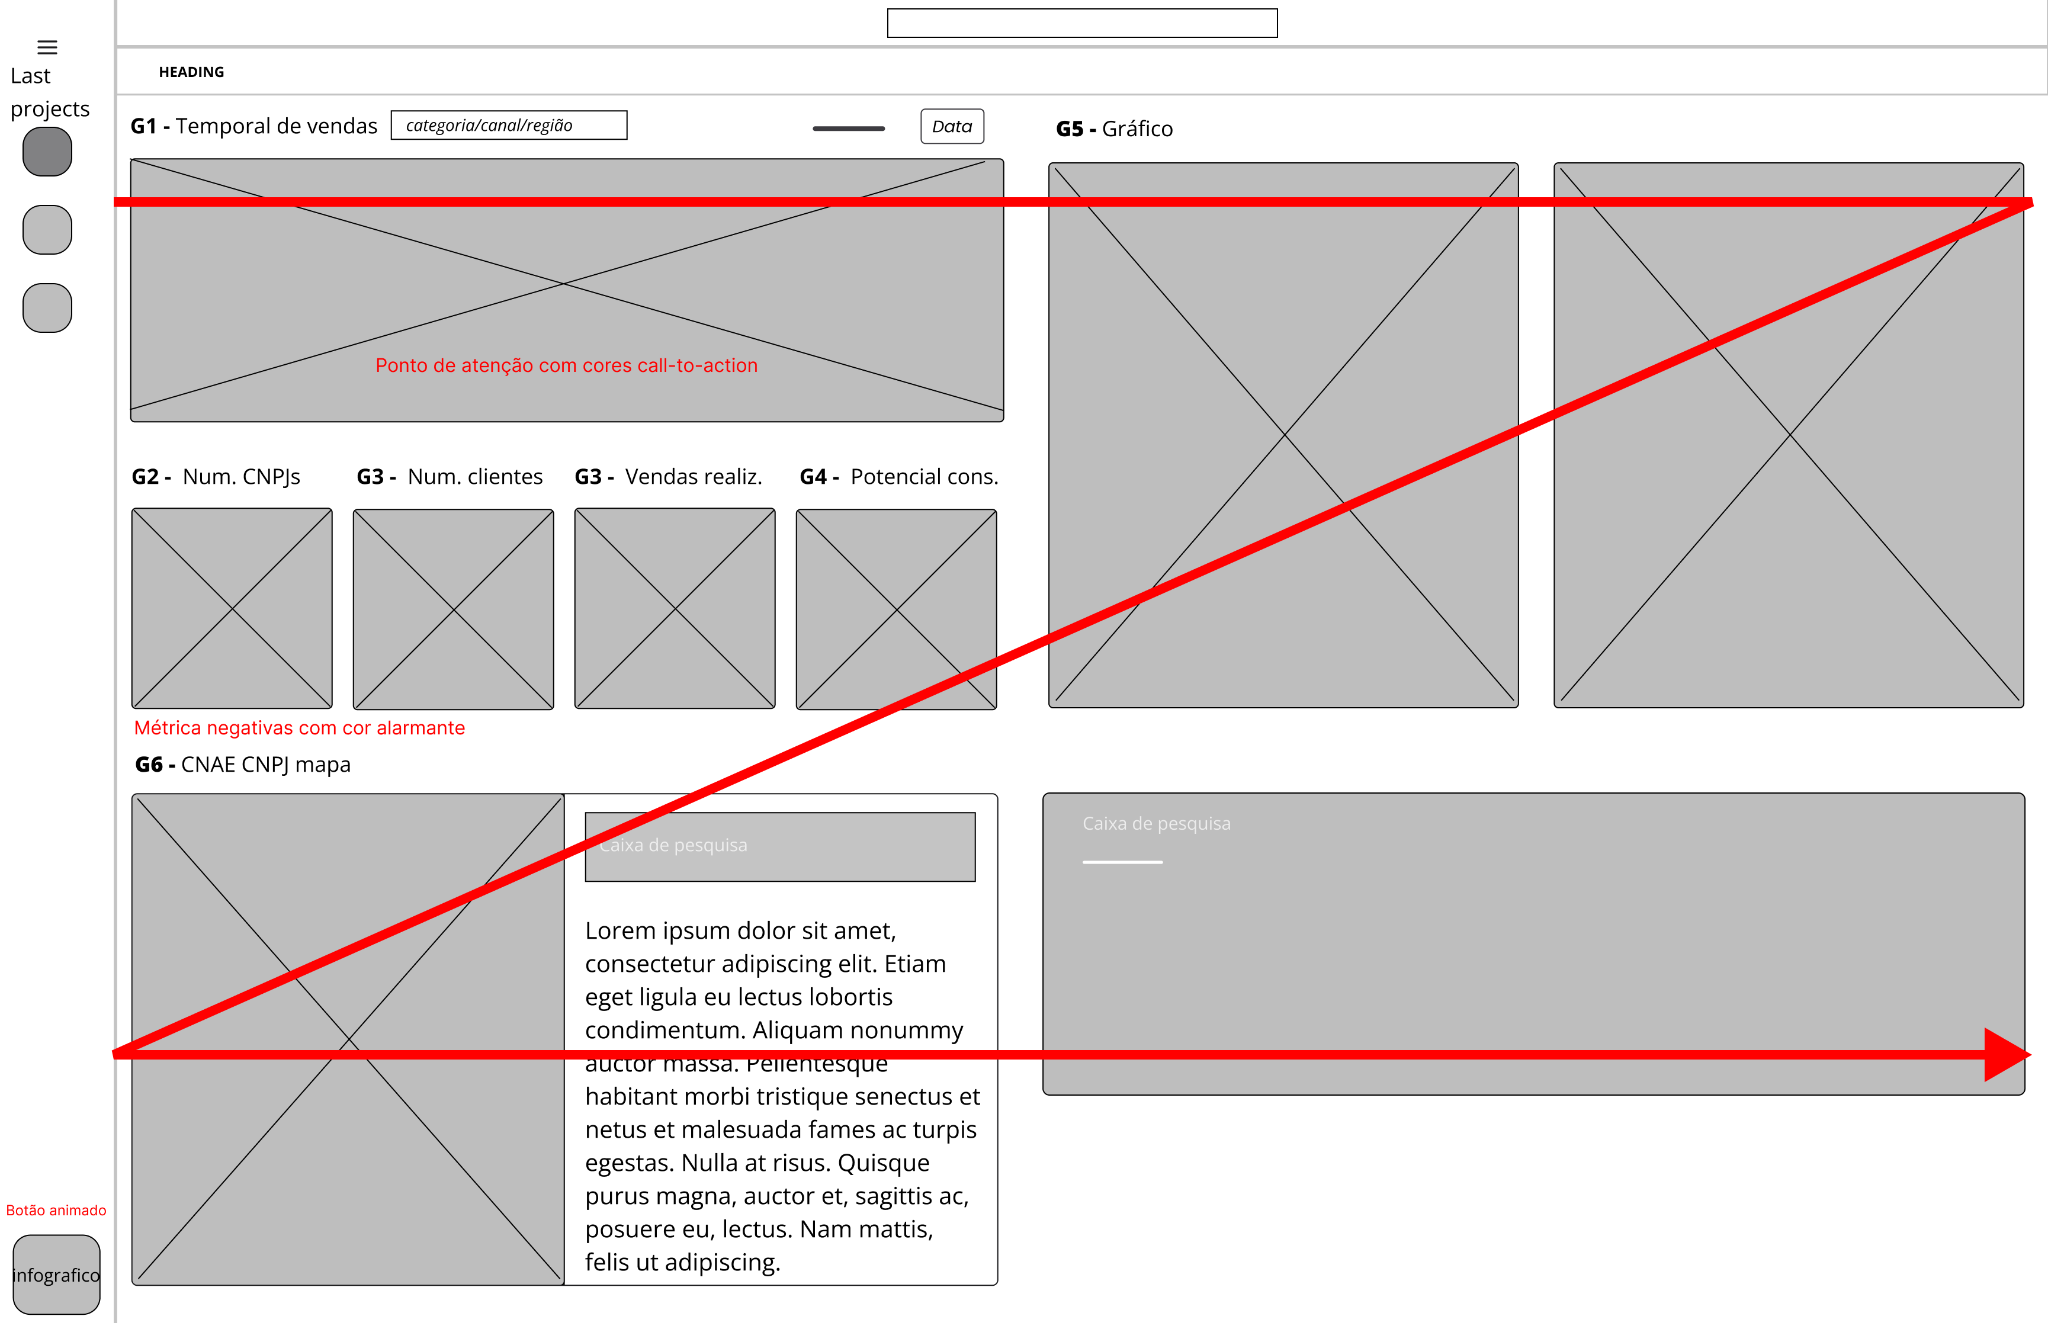 Last
projects
HEADING
G1 - Temporal de vendas
categoria/canal/região
Data
G5 - Gráfico
Ponto de atenção com cores call-to-action
G2 - Num. CNPJs
G3 - Num. clientes
G3 - Vendas realiz.
G4 - Potencial cons.
Métrica negativas com cor alarmante
G6 - CNAE CNPJ mapa
Caixa de pesquisa
Lorem ipsum dolor sit amet,
consectetur adipiscing elit. Etiam
eget ligula eu lectus lobortis
condimentum. Aliquam nonummy
auctor massa. Pellentesque
habitant morbi tristique senectus et
netus et malesuada fames ac turpis
egestas. Nulla at risus. Quisque
purus magna, auctor et, sagittis ac,
posuere eu, lectus. Nam mattis,
felis ut adipiscing.
Caixa de pesquisa
Botão animado
infografico